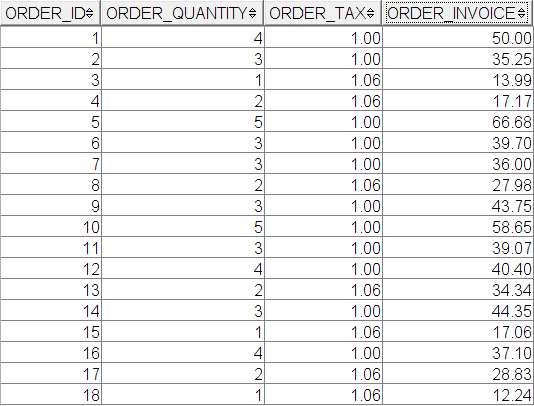 ORDER_ID ORDER_QUANTITY ORDER_TAX ORDER_INVOICE
1 4 1.00 50.00
2 3 1.00 35.25
3 1 1.06 13.99
4 2 1.06 17.17
5 5 1.00 66.68
6 3 1.00 39.70
7 3 1.00 36.00
8 2 1.06 27.98
9 3 1.00 43.75
10 5 1.00 58.65
11 3 1.00 39.07
12 4 1.00 40.40
13 2 1.06 34.34
14 3 1.00 44.35
15 1 1.06 17.06
16 4 1.00 37.10
17 2 1.06 28.83
18 1 1.06 12.24